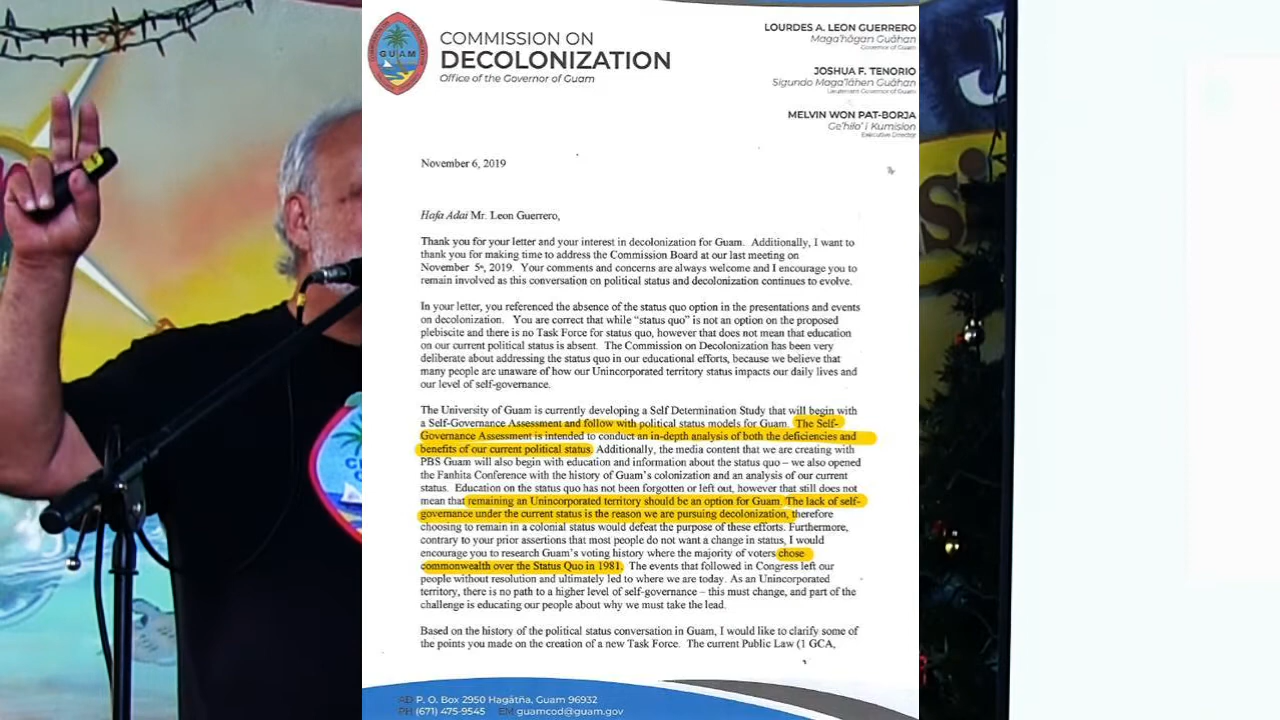 GUAM
COMMISSION ON
DECOLONIZATION
Office of the Governor of Guam
LOURDES A. LEON GUERRERO
Maga'hågan Guåhan
Governor of Guam
JOSHUA F. TENORIO
Sigundo Maga'låhen Guåhan
Lieutenant Governor of Guam
MELVIN WON PAT-BORJA
Ge'hilo' i Kumision
Executive Director
November 6, 2019
Hafa Adai Mr. Leon Guerrero,
Thank you for your letter and your interest in decolonization for Guam. Additionally, I want to
thank you for making time to address the Commission Board at our last meeting on
November 5th, 2019. Your comments and concerns are always welcome and I encourage you to
remain involved as this conversation on political status and decolonization continues to evolve.
In your letter, you referenced the absence of the status quo option in the presentations and events
on decolonization. You are correct that while “status quo” is not an option on the proposed
plebiscite and there is no Task Force for status quo, however that does not mean that education
on our current political status is absent. The Commission on Decolonization has been very
deliberate about addressing the status quo in our educational efforts, because we believe that
many people are unaware of how our Unincorporated territory status impacts our daily lives and
our level of self-governance.
The University of Guam is currently developing a Self Determination Study that will begin with
a Self-Governance Assessment and follow with political status models for Guam. The Self-
Governance Assessment is intended to conduct an in-depth analysis of both the deficiencies and
benefits of our current political status. Additionally, the media content that we are creating with
PBS Guam will also begin with education and information about the status quo – we also opened
the Fanhita Conference with the history of Guam's colonization and an analysis of our current
status. Education on the status quo has not been forgotten or left out, however that still does not
mean that remaining an Unincorporated territory should be an option for Guam. The lack of self-
governance under the current status is the reason we are pursuing decolonization, therefore
choosing to remain in a colonial status would defeat the purpose of these efforts. Furthermore,
contrary to your prior assertions that most people do not want a change in status, I would
encourage you to research Guam's voting history where the majority of voters chose
commonwealth over the Status Quo in 1981. The events that followed in Congress left our
people without resolution and ultimately led to where we are today. As an Unincorporated
territory, there is no path to a higher level of self-governance – this must change, and part of the
challenge is educating our people about why we must take the lead.
Based on the history of the political status conversation in Guam, I would like to clarify some of
the points you made on the creation of a new Task Force. The current Public Law (1 GCA,
AD P. O. Box 2950 Hagåtña, Guam 96932
PH (671) 475-9545 EM guamcod@guam.gov